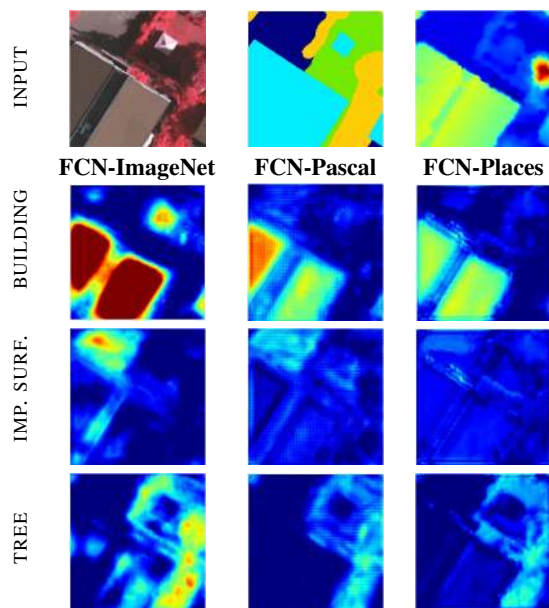 INPUT
FCN-ImageNet FCN-Pascal FCN-Places
BUILDING
IMP. SURF.
TREE